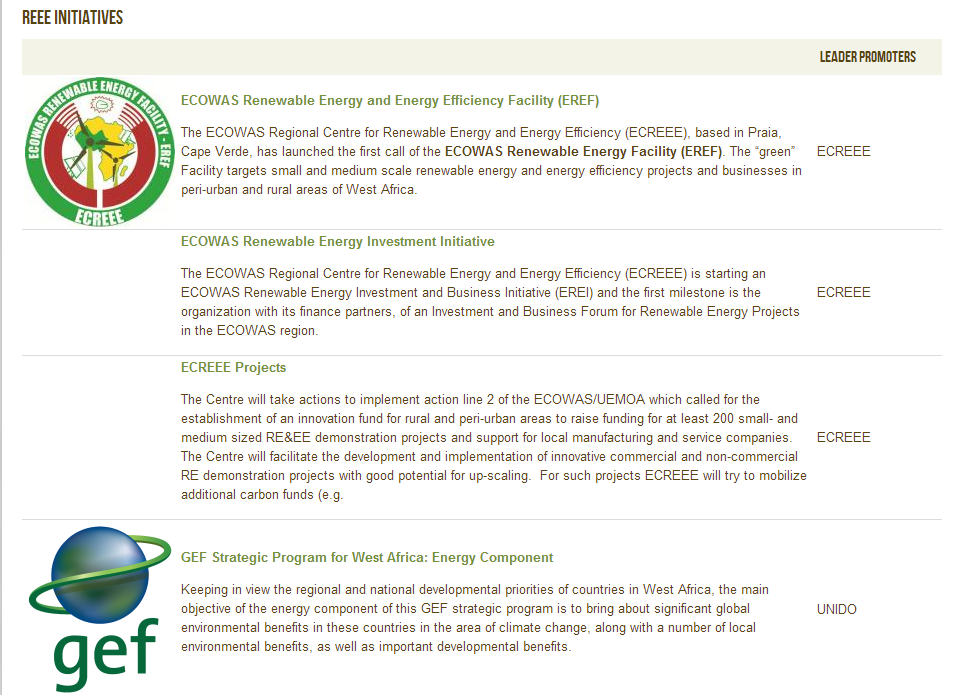 REEE INITIATIVES
LEADER PROMOTERS
ECOWAS RENEWABLE ENERGY FACILITY - EREF
ECREEE
ECOWAS Renewable Energy and Energy Efficiency Facility (EREF)
The ECOWAS Regional Centre for Renewable Energy and Energy Efficiency (ECREEE), based in Praia,
Cape Verde, has launched the first call of the ECOWAS Renewable Energy Facility (EREF). The “green”
Facility targets small and medium scale renewable energy and energy efficiency projects and businesses in
peri-urban and rural areas of West Africa.
ECREEE
ECOWAS Renewable Energy Investment Initiative
The ECOWAS Regional Centre for Renewable Energy and Energy Efficiency (ECREEE) is starting an
ECOWAS Renewable Energy Investment and Business Initiative (EREI) and the first milestone is the
organization with its finance partners, of an Investment and Business Forum for Renewable Energy Projects
in the ECOWAS region.
ECREEE
ECREEE Projects
The Centre will take actions to implement action line 2 of the ECOWAS/UEMOA which called for the
establishment of an innovation fund for rural and peri-urban areas to raise funding for at least 200 small- and
medium sized RE&EE demonstration projects and support for local manufacturing and service companies.
The Centre will facilitate the development and implementation of innovative commercial and non-commercial
RE demonstration projects with good potential for up-scaling.  For such projects ECREEE will try to mobilize
additional carbon funds (e.g.
ECREEE
gef
GEF Strategic Program for West Africa: Energy Component
Keeping in view the regional and national developmental priorities of countries in West Africa, the main
objective of the energy component of this GEF strategic program is to bring about significant global
environmental benefits in these countries in the area of climate change, along with a number of local
environmental benefits, as well as important developmental benefits.
UNIDO